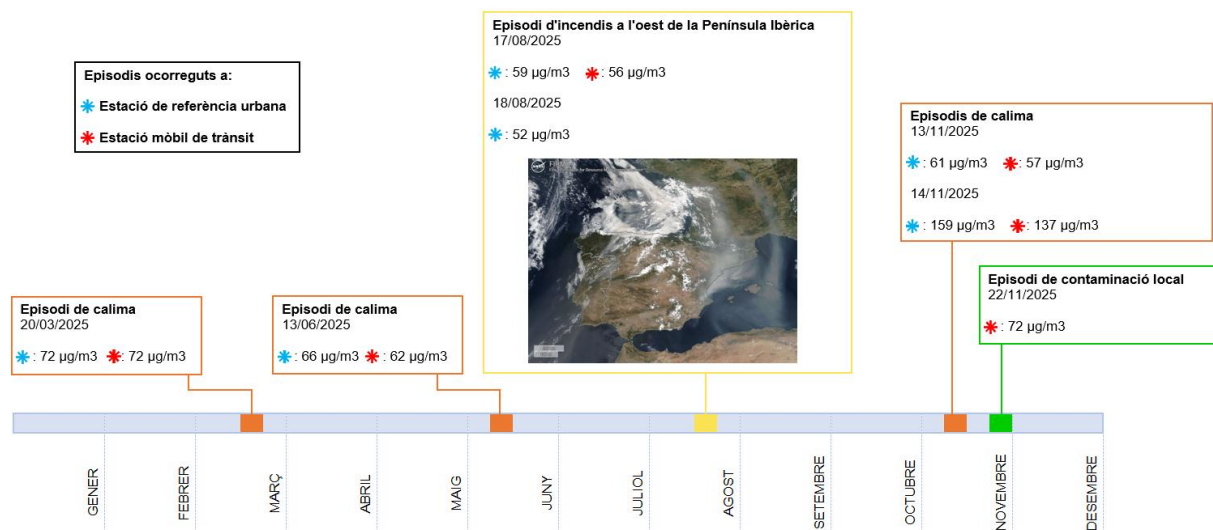 Episodis ocorreguts a:
Estació de referència urbana
Estació mòbil de trànsit
Episodi d'incendis a l'oest de la Península Ibèrica
17/08/2025
: 59 µg/m3 : 56 µg/m3
18/08/2025
: 52 µg/m3
Episodis de calima
13/11/2025
: 61 µg/m3 : 57 µg/m3
14/11/2025
: 159 µg/m3 : 137 µg/m3
Episodi de contaminació local
22/11/2025
: 72 µg/m3
Episodi de calima
20/03/2025
: 72 µg/m3 : 72 µg/m3
Episodi de calima
13/06/2025
: 66 µg/m3 : 62 µg/m3
GENER
FEBRER
MARÇ
ABRIL
MAIG
JUNY
JULIOL
AGOST
SETEMBRE
OCTUBRE
NOVEMBRE
DESEMBRE